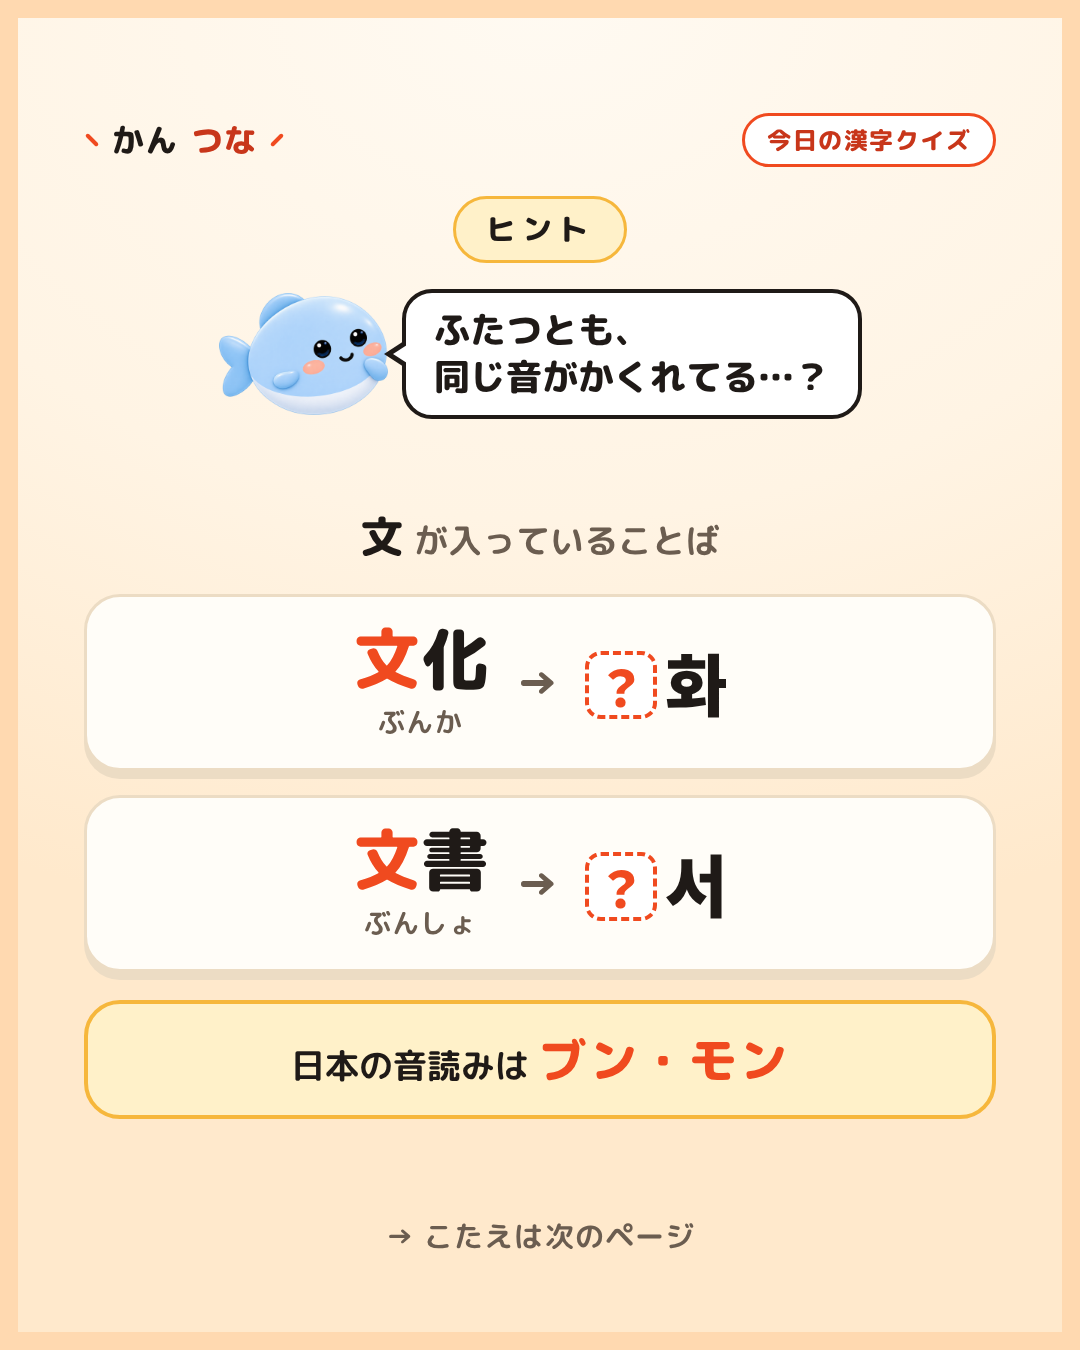 かん つな
今日の漢字クイズ
ヒント
ふたつとも、
同じ音がかくれてる…？
文 が入っていることば
文化 → ？화
ぶんか
文書 → ？서
ぶんしょ
日本の音読みは ブン・モン
→ こたえは次のページ